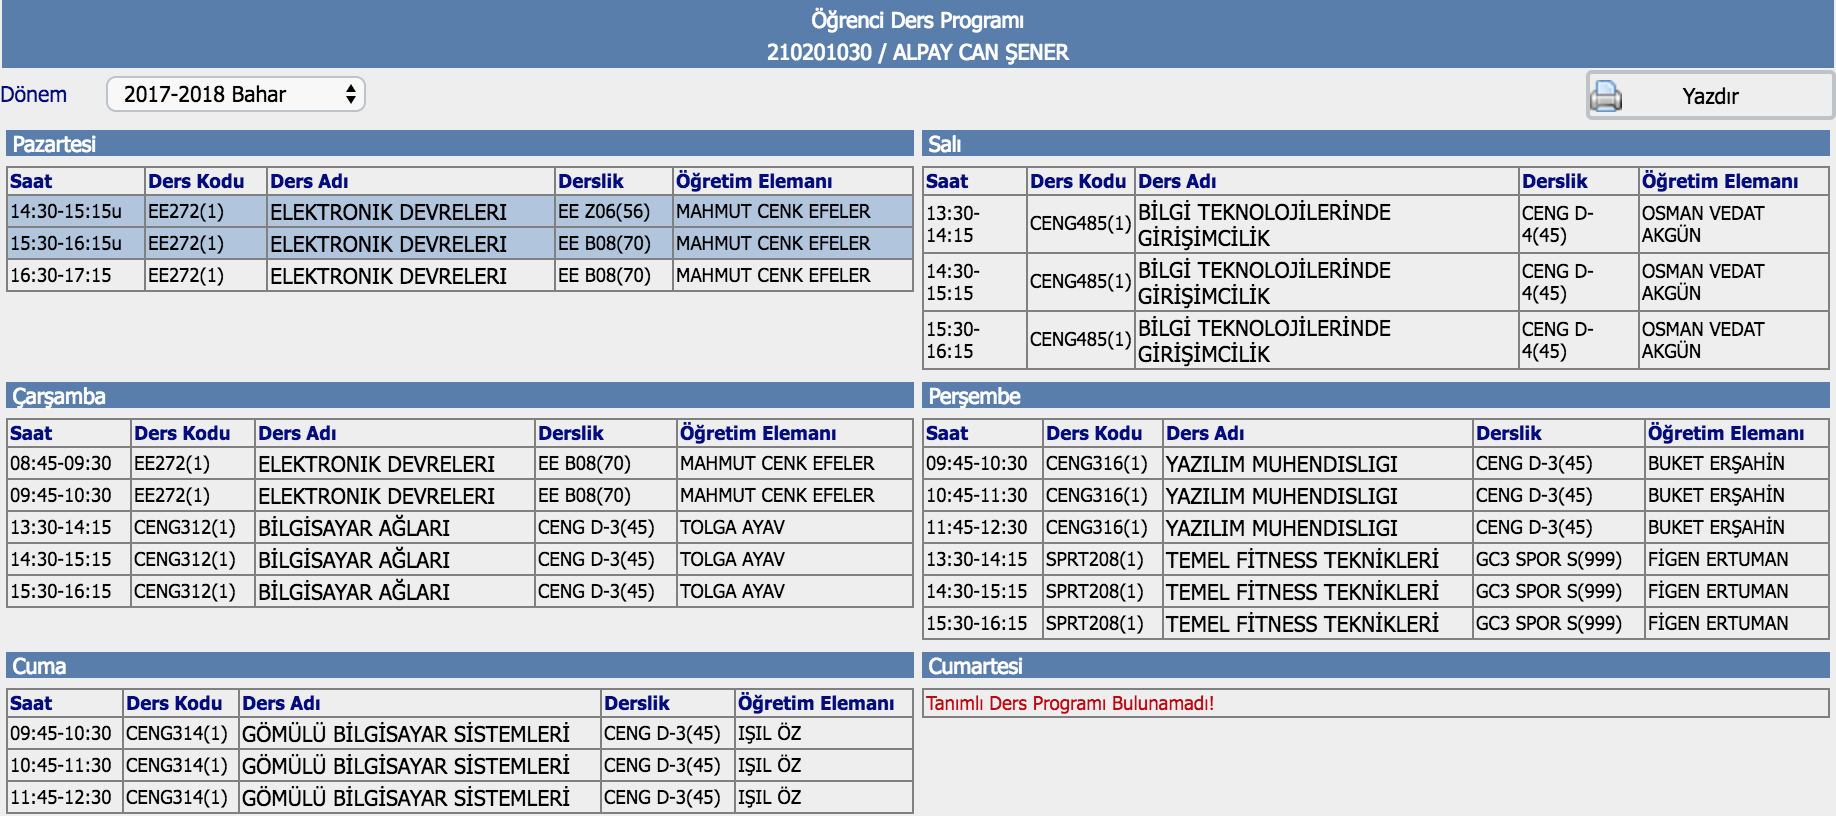 Öğrenci Ders Programı
210201030 / ALPAY CAN ŞENER
Dönem 2017-2018 Bahar Yazdır
Pazartesi
Saat Ders Kodu Ders Adı Derslik Öğretim Elemanı
14:30-15:15u EE272(1) ELEKTRONIK DEVRELERI EE Z06(56) MAHMUT CENK EFELER
15:30-16:15u EE272(1) ELEKTRONIK DEVRELERI EE B08(70) MAHMUT CENK EFELER
16:30-17:15 EE272(1) ELEKTRONIK DEVRELERI EE B08(70) MAHMUT CENK EFELER
Salı
Saat Ders Kodu Ders Adı Derslik Öğretim Elemanı
13:30-
14:15
CENG485(1)
BİLGİ TEKNOLOJİLERİNDE
GİRİŞİMCİLİK
CENG D-
4(45)
OSMAN VEDAT
AKGÜN
14:30-
15:15
CENG485(1)
BİLGİ TEKNOLOJİLERİNDE
GİRİŞİMCİLİK
CENG D-
4(45)
OSMAN VEDAT
AKGÜN
15:30-
16:15
CENG485(1)
BİLGİ TEKNOLOJİLERİNDE
GİRİŞİMCİLİK
CENG D-
4(45)
OSMAN VEDAT
AKGÜN
Çarşamba
Saat Ders Kodu Ders Adı Derslik Öğretim Elemanı
08:45-09:30 EE272(1) ELEKTRONIK DEVRELERI EE B08(70) MAHMUT CENK EFELER
09:45-10:30 EE272(1) ELEKTRONIK DEVRELERI EE B08(70) MAHMUT CENK EFELER
13:30-14:15 CENG312(1) BİLGİSAYAR AĞLARI CENG D-3(45) TOLGA AYAV
14:30-15:15 CENG312(1) BİLGİSAYAR AĞLARI CENG D-3(45) TOLGA AYAV
15:30-16:15 CENG312(1) BİLGİSAYAR AĞLARI CENG D-3(45) TOLGA AYAV
Perşembe
Saat Ders Kodu Ders Adı Derslik Öğretim Elemanı
09:45-10:30 CENG316(1) YAZILIM MUHENDISLIGI CENG D-3(45) BUKET ERŞAHİN
10:45-11:30 CENG316(1) YAZILIM MUHENDISLIGI CENG D-3(45) BUKET ERŞAHİN
11:45-12:30 CENG316(1) YAZILIM MUHENDISLIGI CENG D-3(45) BUKET ERŞAHİN
13:30-14:15 SPRT208(1) TEMEL FİTNESS TEKNİKLERİ GC3 SPOR S(999) FİGEN ERTUMAN
14:30-15:15 SPRT208(1) TEMEL FİTNESS TEKNİKLERİ GC3 SPOR S(999) FİGEN ERTUMAN
15:30-16:15 SPRT208(1) TEMEL FİTNESS TEKNİKLERİ GC3 SPOR S(999) FİGEN ERTUMAN
Cuma
Saat Ders Kodu Ders Adı Derslik Öğretim Elemanı
09:45-10:30 CENG314(1) GÖMÜLÜ BİLGİSAYAR SİSTEMLERİ CENG D-3(45) IŞIL ÖZ
10:45-11:30 CENG314(1) GÖMÜLÜ BİLGİSAYAR SİSTEMLERİ CENG D-3(45) IŞIL ÖZ
11:45-12:30 CENG314(1) GÖMÜLÜ BİLGİSAYAR SİSTEMLERİ CENG D-3(45) IŞIL ÖZ
Cumartesi
Tanımlı Ders Programı Bulunamadı!